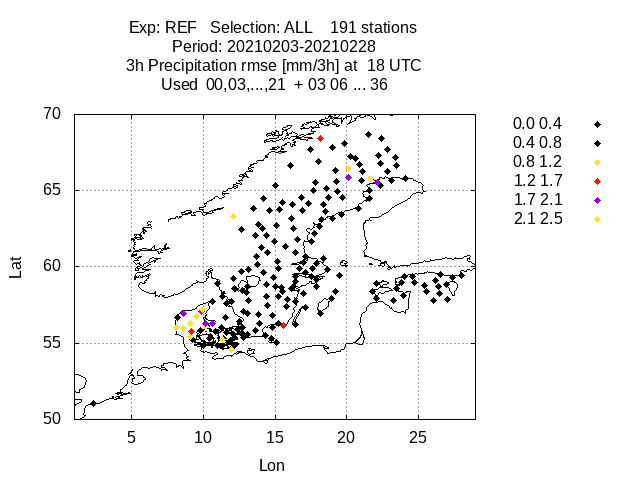 Exp: REF Selection: ALL 191 stations
Period: 20210203-20210228
3h Precipitation rmse [mm/3h] at 18 UTC
Used 00,03,...,21 + 03 06 ... 36
70
65
60
55
50
Lat
5 10 15 20 25
Lon
0.0 0.4
0.4 0.8
0.8 1.2
1.2 1.7
1.7 2.1
2.1 2.5